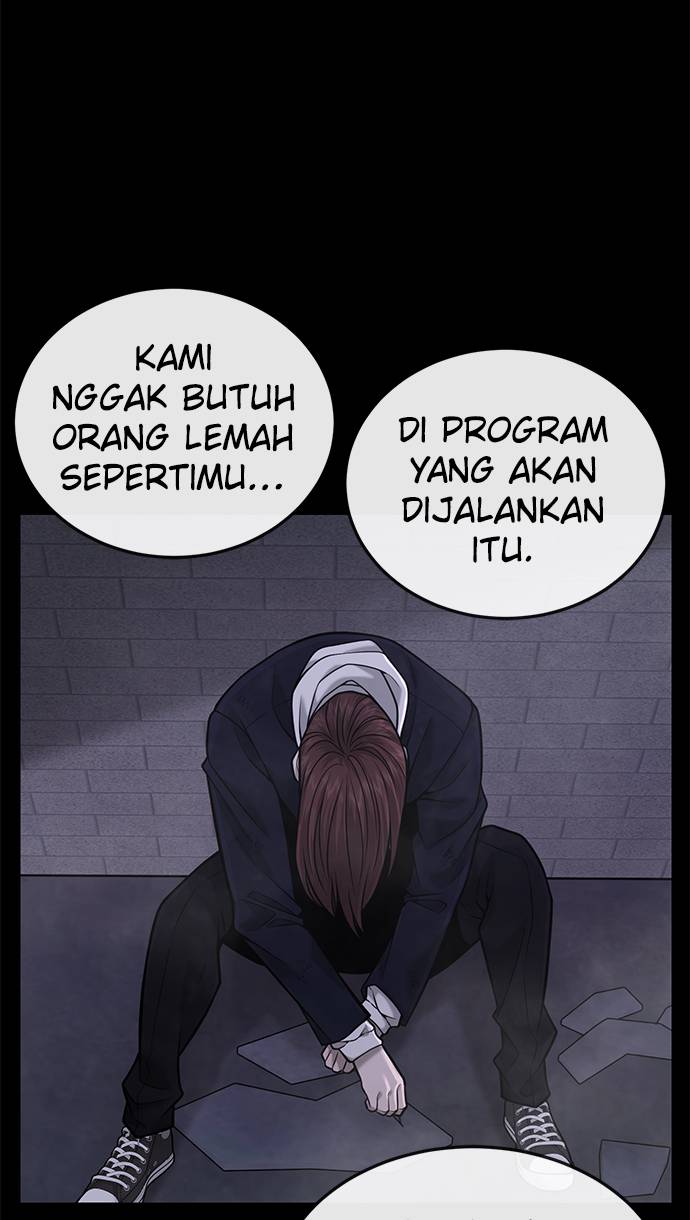 KAMI
NGGAK BUTUH
ORANG LEMAH
SEPERTIMU...
DI PROGRAM
YANG AKAN
DIJALANKAN
ITU.